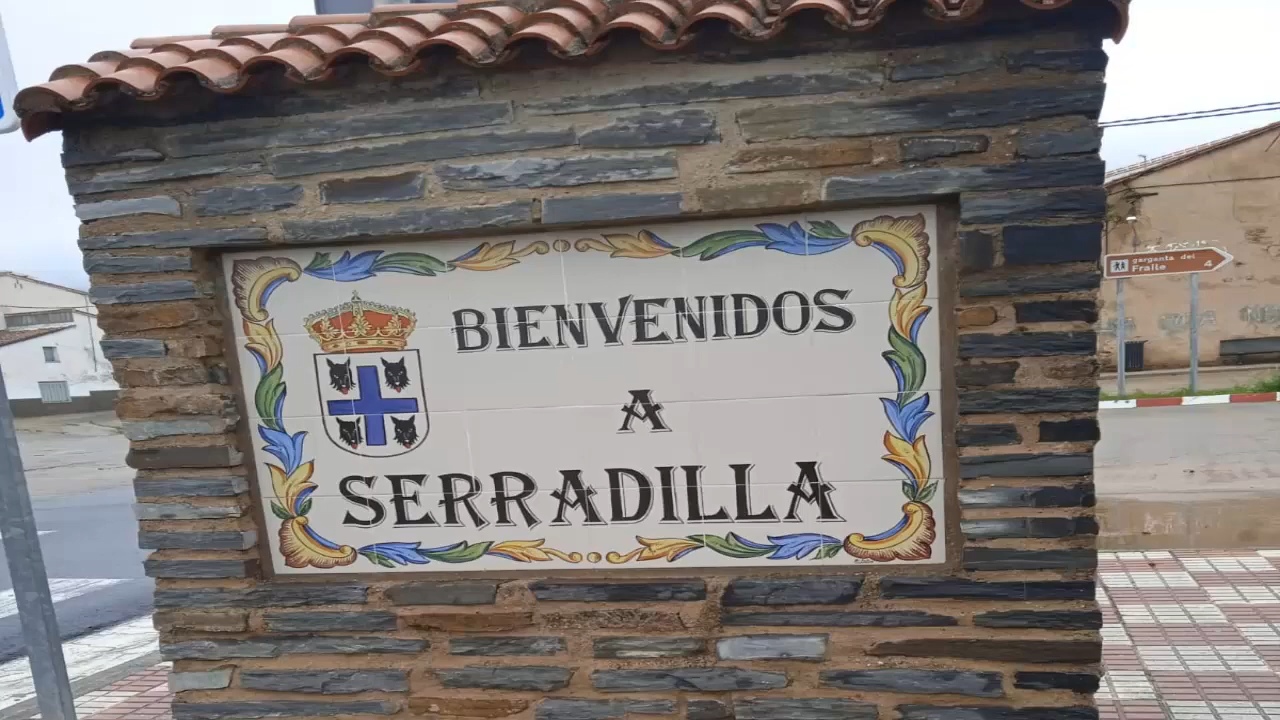 BIENVENIDOS
A
SERRADILLA
garganta del
Fraile 4